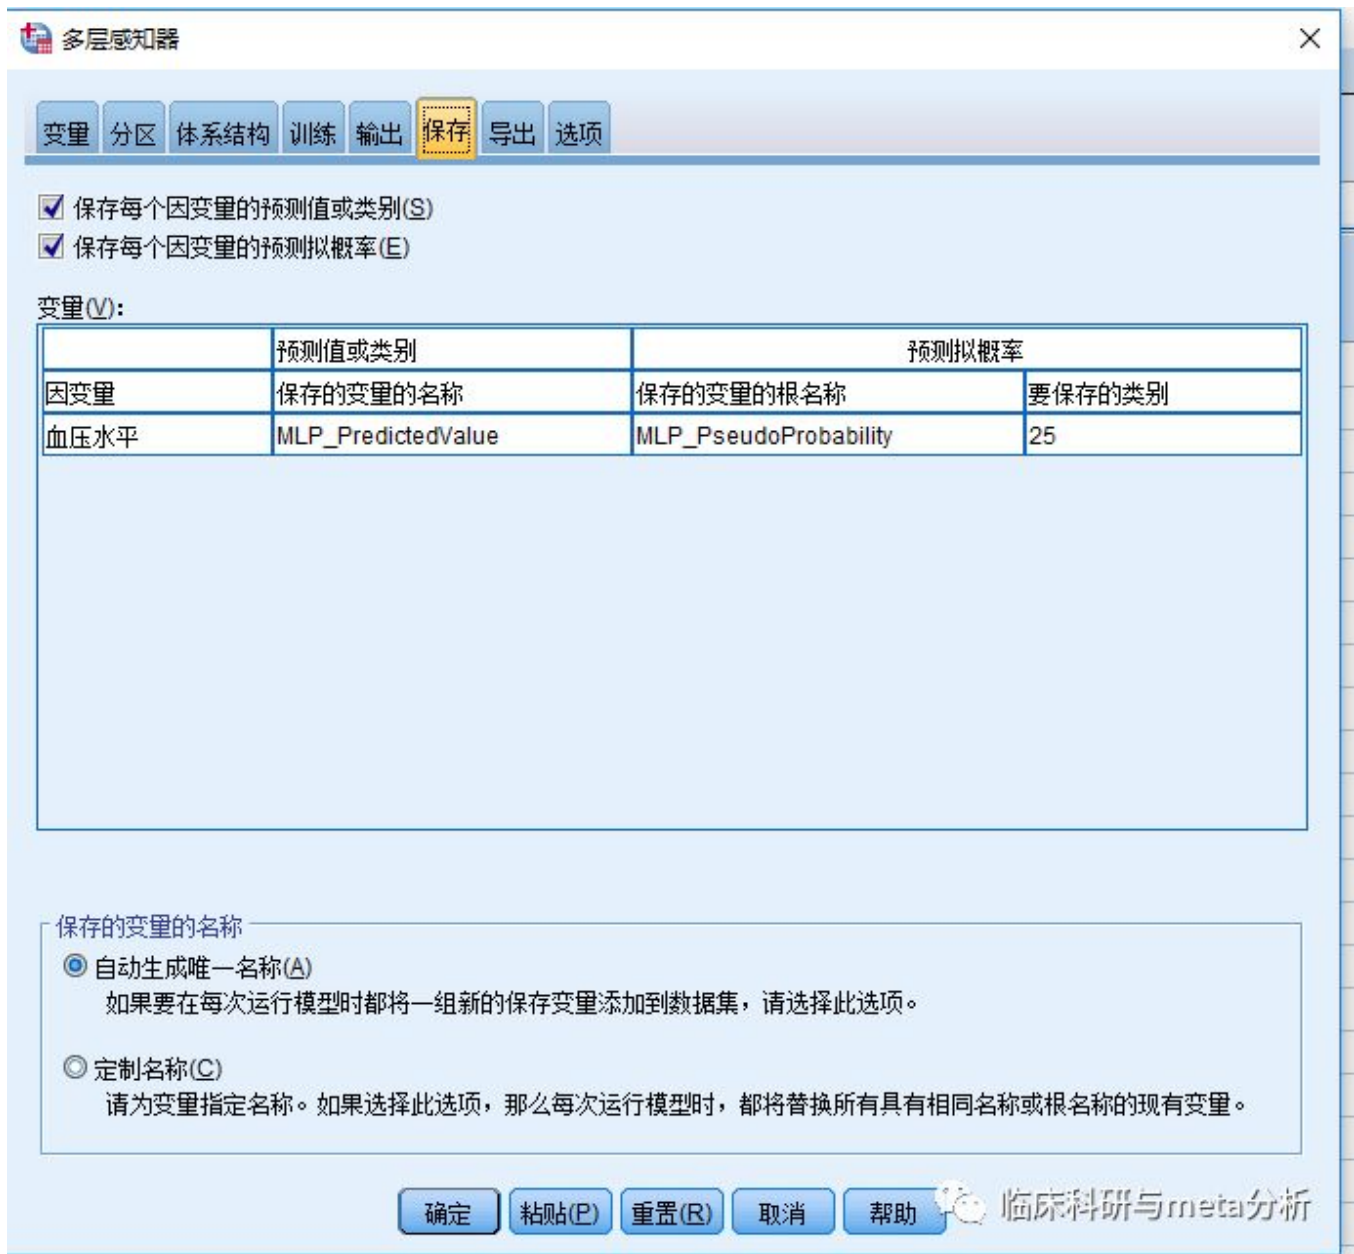 多层感知器
变量 分区 体系结构 训练 输出 保存 导出 选项
保存每个因变量的预测值或类别(S)
保存每个因变量的预测拟概率(E)
变量(V)：
预测值或类别 预测拟概率
因变量 保存的变量的名称 保存的变量的根名称 要保存的类别
血压水平 MLP_PredictedValue MLP_PseudoProbability 25
保存的变量的名称
自动生成唯一名称(A)
如果要在每次运行模型时都将一组新的保存变量添加到数据集，请选择此选项。
定制名称(C)
请为变量指定名称。如果选择此选项，那么每次运行模型时，都将替换所有具有相同名称或根名称的现有变量。
确定 粘贴(P) 重置(R) 取消 帮助
临床科研与meta分析